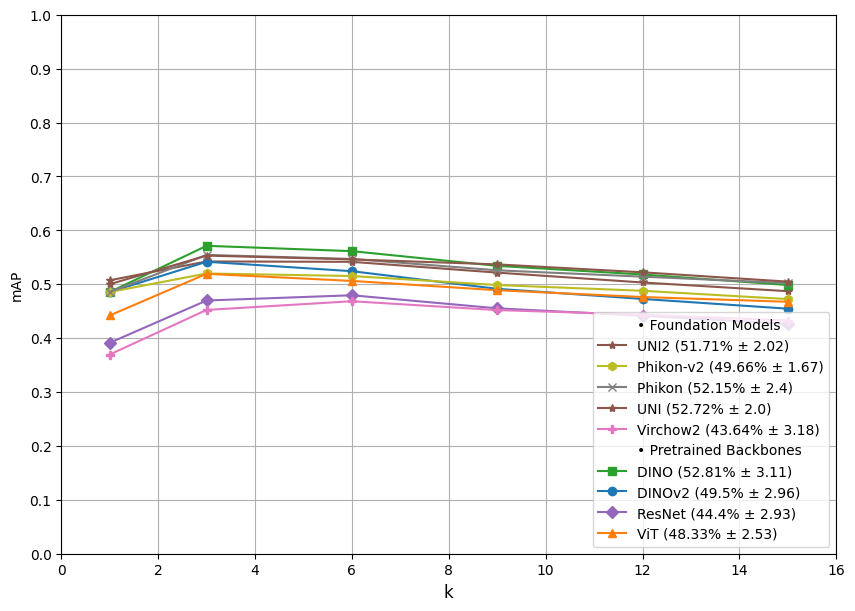 1.0
0.9
0.8
0.7
0.6
0.5
0.4
0.3
0.2
0.1
0.0
mAP
• Foundation Models
UNI2 (51.71% ± 2.02)
Phikon-v2 (49.66% ± 1.67)
Phikon (52.15% ± 2.4)
UNI (52.72% ± 2.0)
Virchow2 (43.64% ± 3.18)
• Pretrained Backbones
DINO (52.81% ± 3.11)
DINOv2 (49.5% ± 2.96)
ResNet (44.4% ± 2.93)
ViT (48.33% ± 2.53)
0 2 4 6 8 10 12 14 16
k